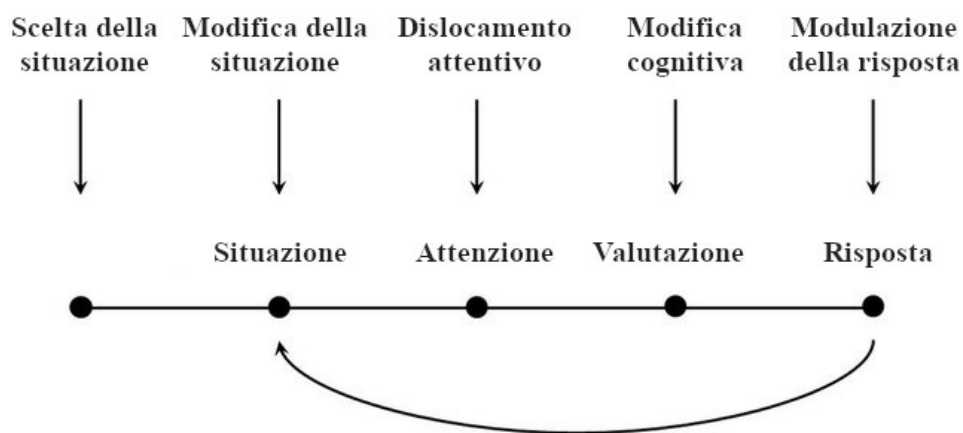 Scelta della
situazione
Modifica della
situazione
Dislocamento
attentivo
Modifica
cognitiva
Modulazione
della risposta
Situazione
Attenzione
Valutazione
Risposta